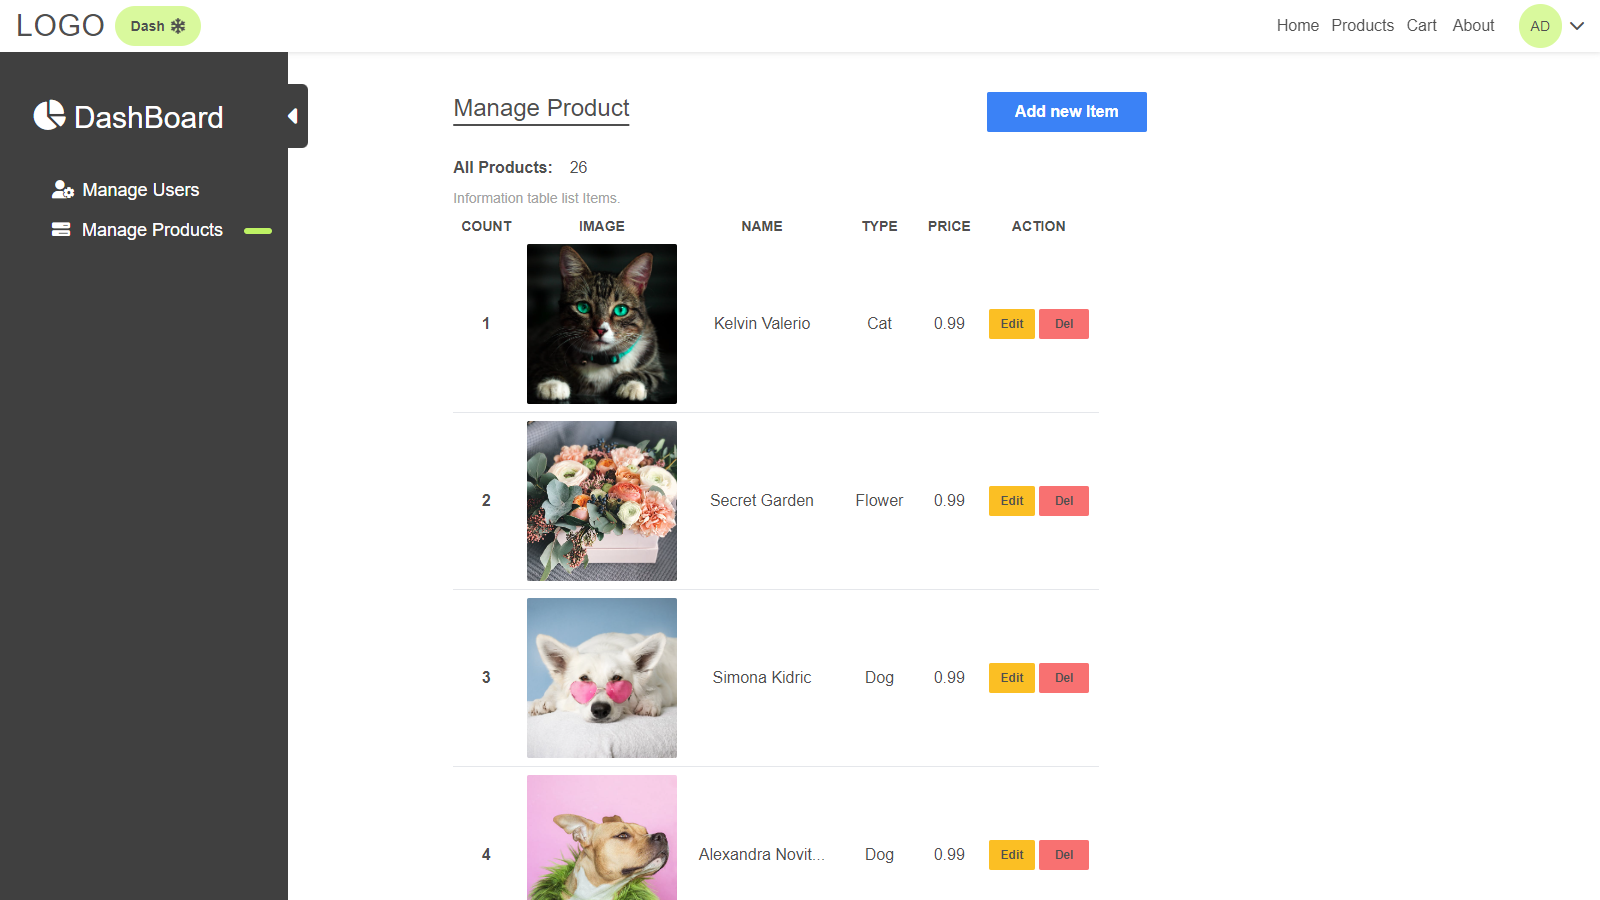 LOGO Dash Home Products Cart About AD
DashBoard
Manage Users
Manage Products
Manage Product
Add new Item
All Products: 26
Information table list Items.
COUNT IMAGE NAME TYPE PRICE ACTION
1 Kelvin Valerio Cat 0.99 Edit Del
2 Secret Garden Flower 0.99 Edit Del
3 Simona Kidric Dog 0.99 Edit Del
4 Alexandra Novit... Dog 0.99 Edit Del